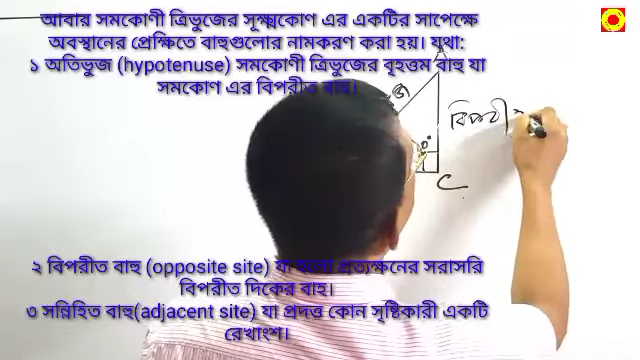 আবার সমকোণী ত্রিভুজের সূক্ষ্মকোণ এর একটির সাপেক্ষে
অবস্থানের প্রেক্ষিতে বাহুগুলোর নামকরণ করা হয়। যথা:
১ অতিভুজ (hypotenuse) সমকোণী ত্রিভুজের বৃহত্তম বাহু যা
সমকোণ এর বিপরীত বাহু।
C
২ বিপরীত বাহু (opposite site) যা হলো প্রত্যক্ষনের সরাসরি
বিপরীত দিকের বাহ।
৩ সন্নিহিত বাহু(adjacent site) যা প্রদত্ত কোন সৃষ্টিকারী একটি
রেখাংশ।